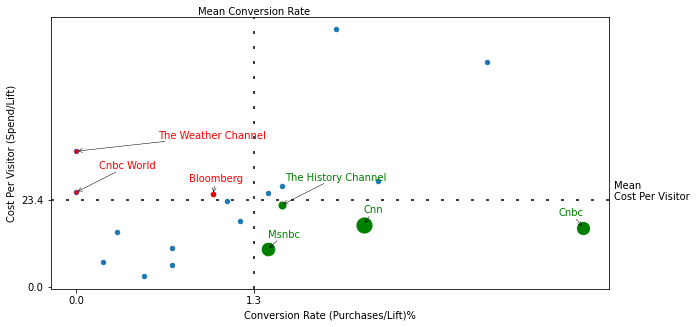 Mean Conversion Rate
The Weather Channel
Cnbc World
Bloomberg
The History Channel
Mean
Cost Per Visitor
23.4
Cnn
Cnbc
Msnbc
0.0
0.0
1.3
Conversion Rate (Purchases/Lift)%
Cost Per Visitor (Spend/Lift)